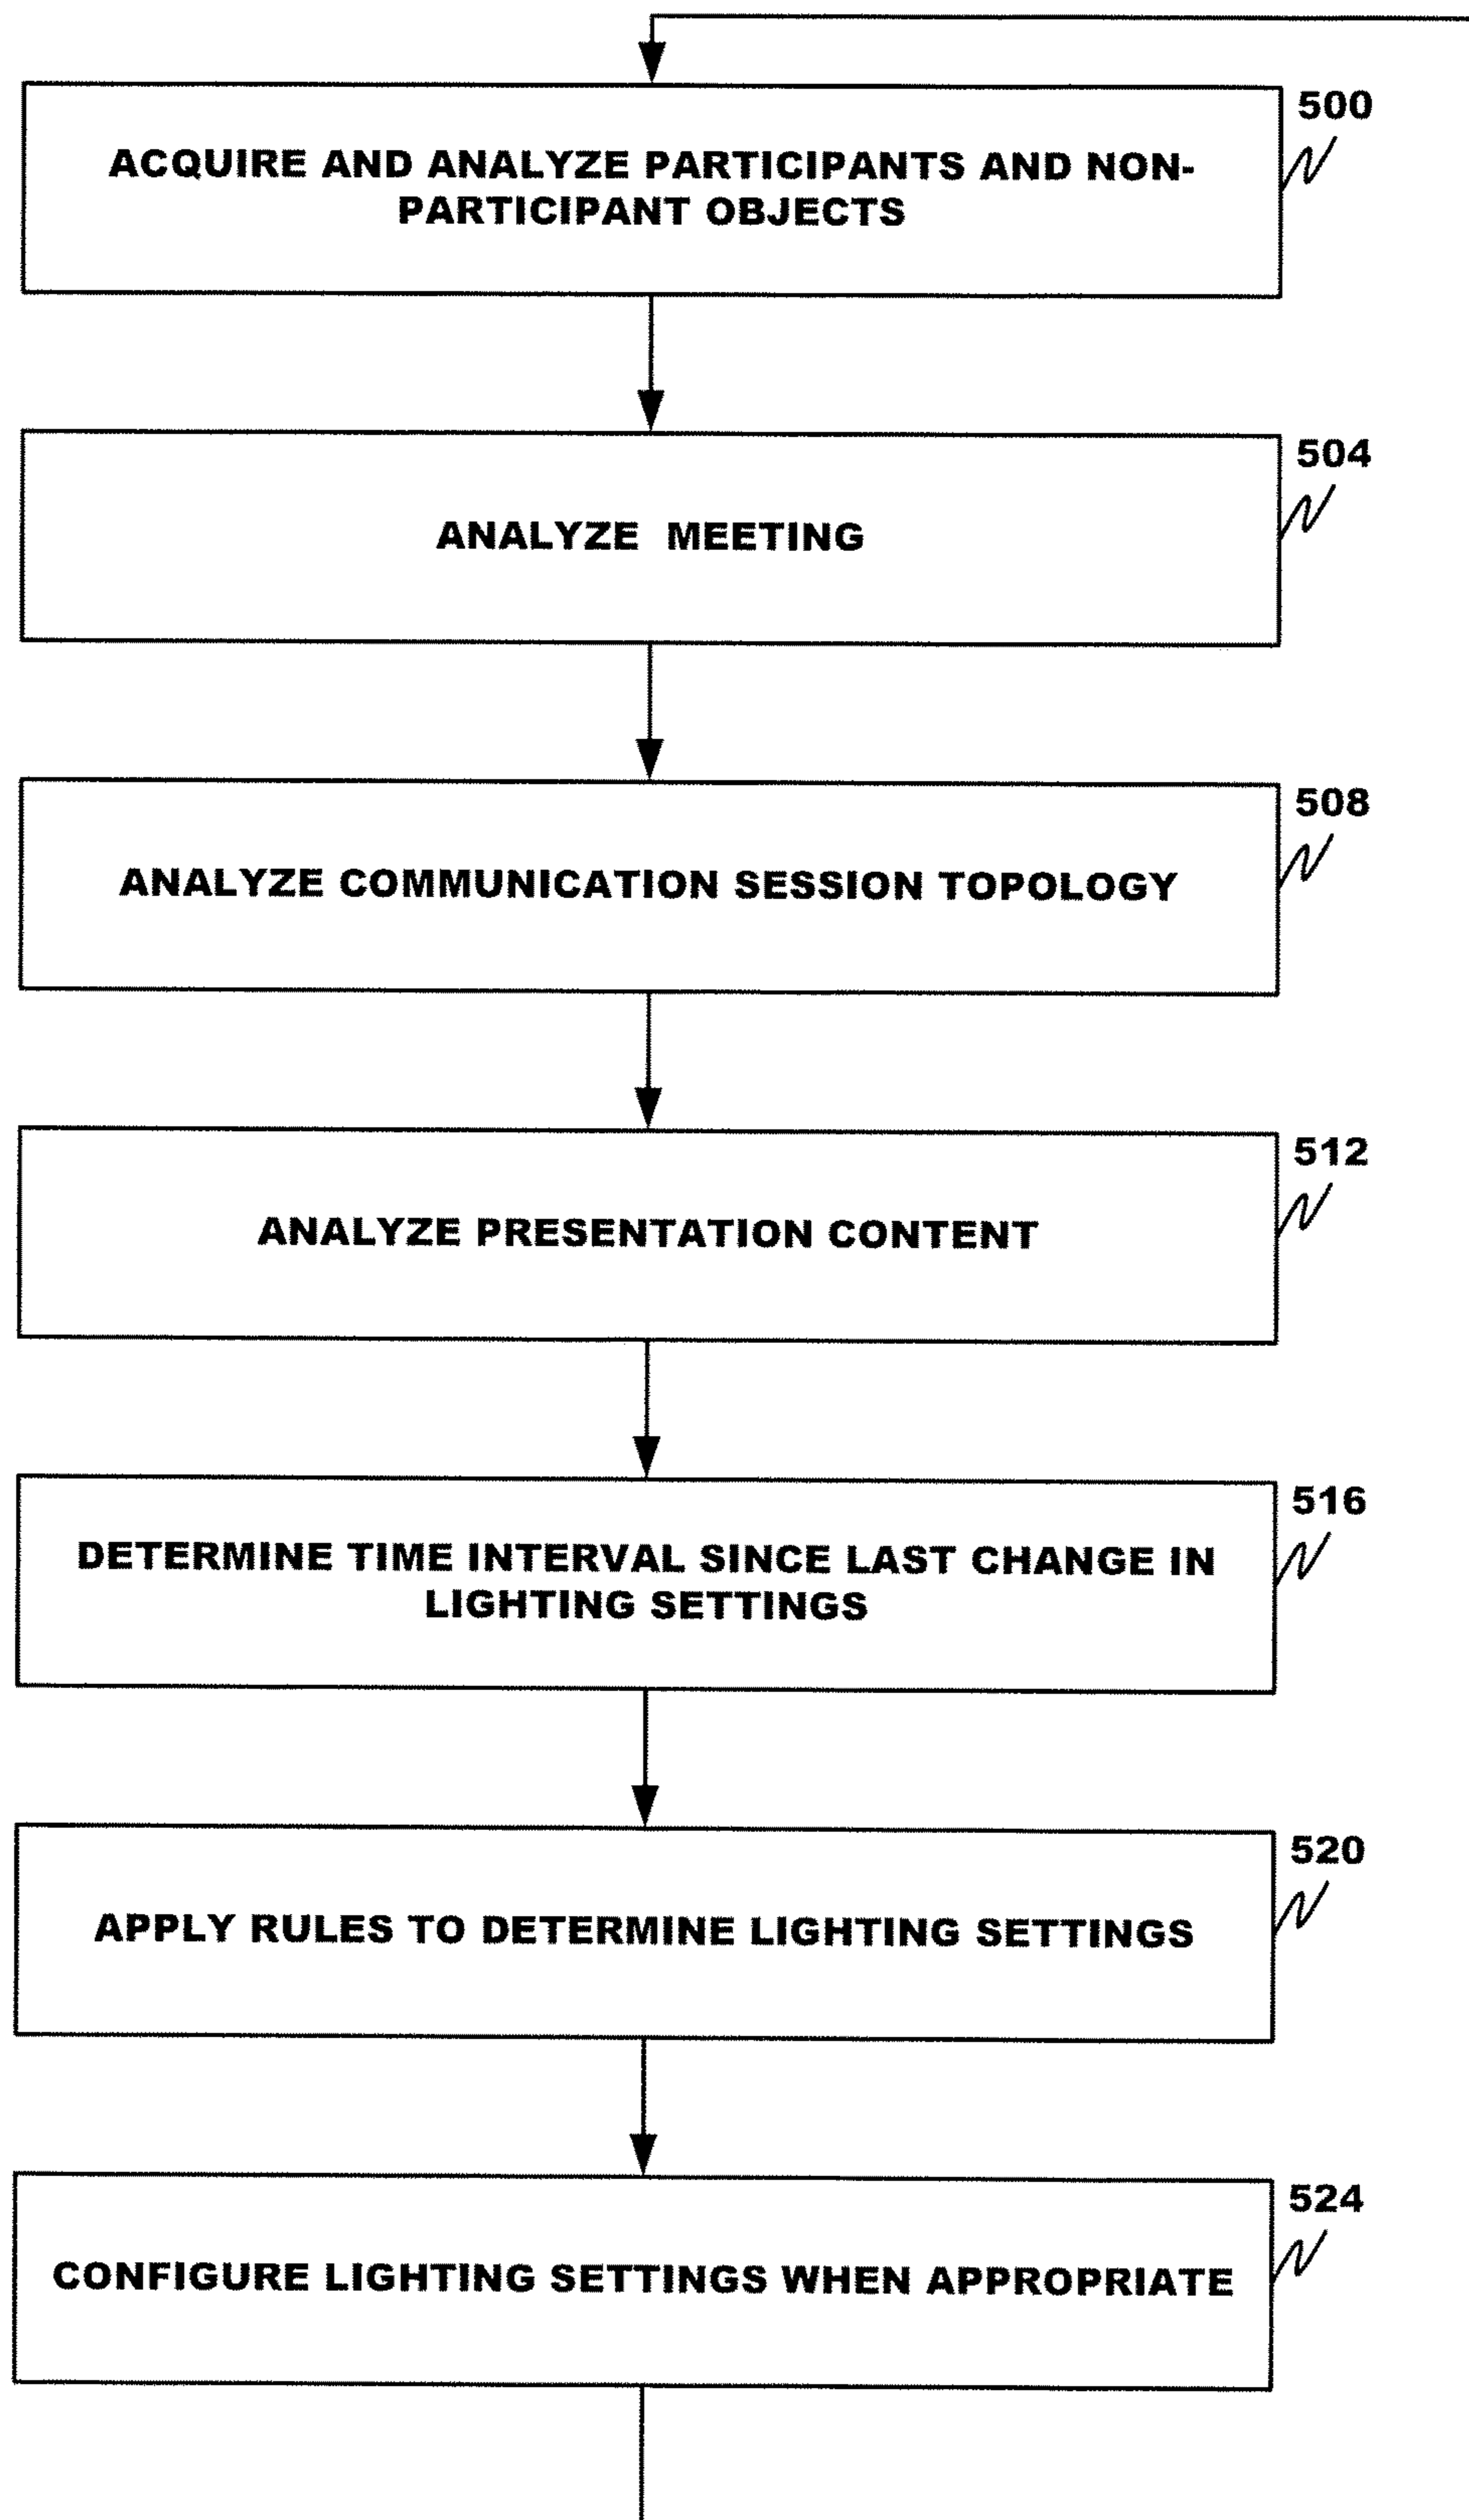 500
ACQUIRE AND ANALYZE PARTICIPANTS AND NON-
PARTICIPANT OBJECTS
504
ANALYZE MEETING
508
ANALYZE COMMUNICATION SESSION TOPOLOGY
512
ANALYZE PRESENTATION CONTENT
516
DETERMINE TIME INTERVAL SINCE LAST CHANGE IN
LIGHTING SETTINGS
520
APPLY RULES TO DETERMINE LIGHTING SETTINGS
524
CONFIGURE LIGHTING SETTINGS WHEN APPROPRIATE